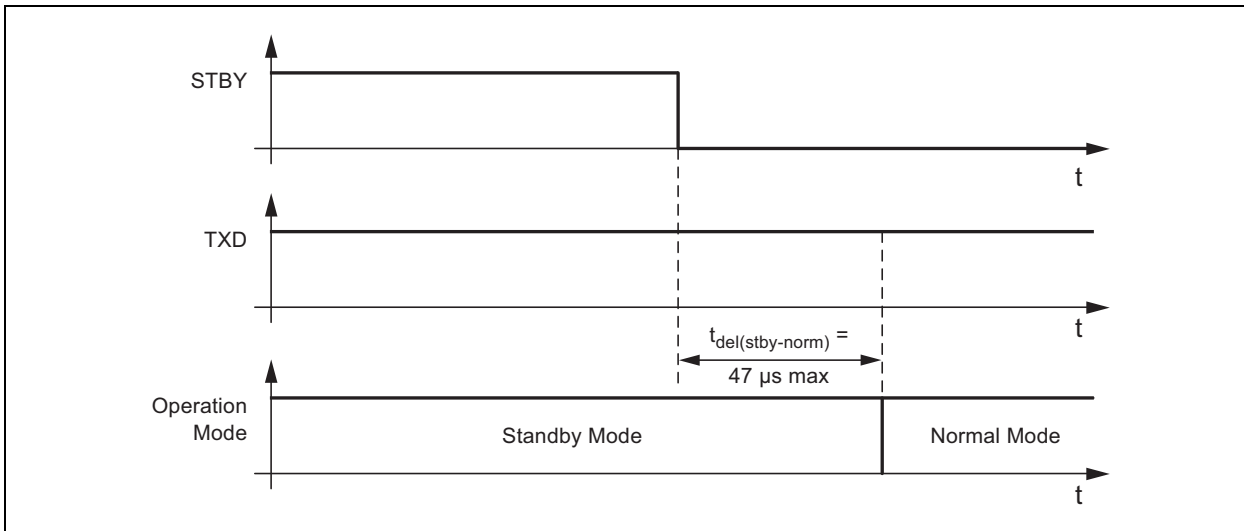 STBY
t
TXD
t
t_del(stby-norm) =
47 µs max
Operation
Mode
Standby Mode
Normal Mode
t